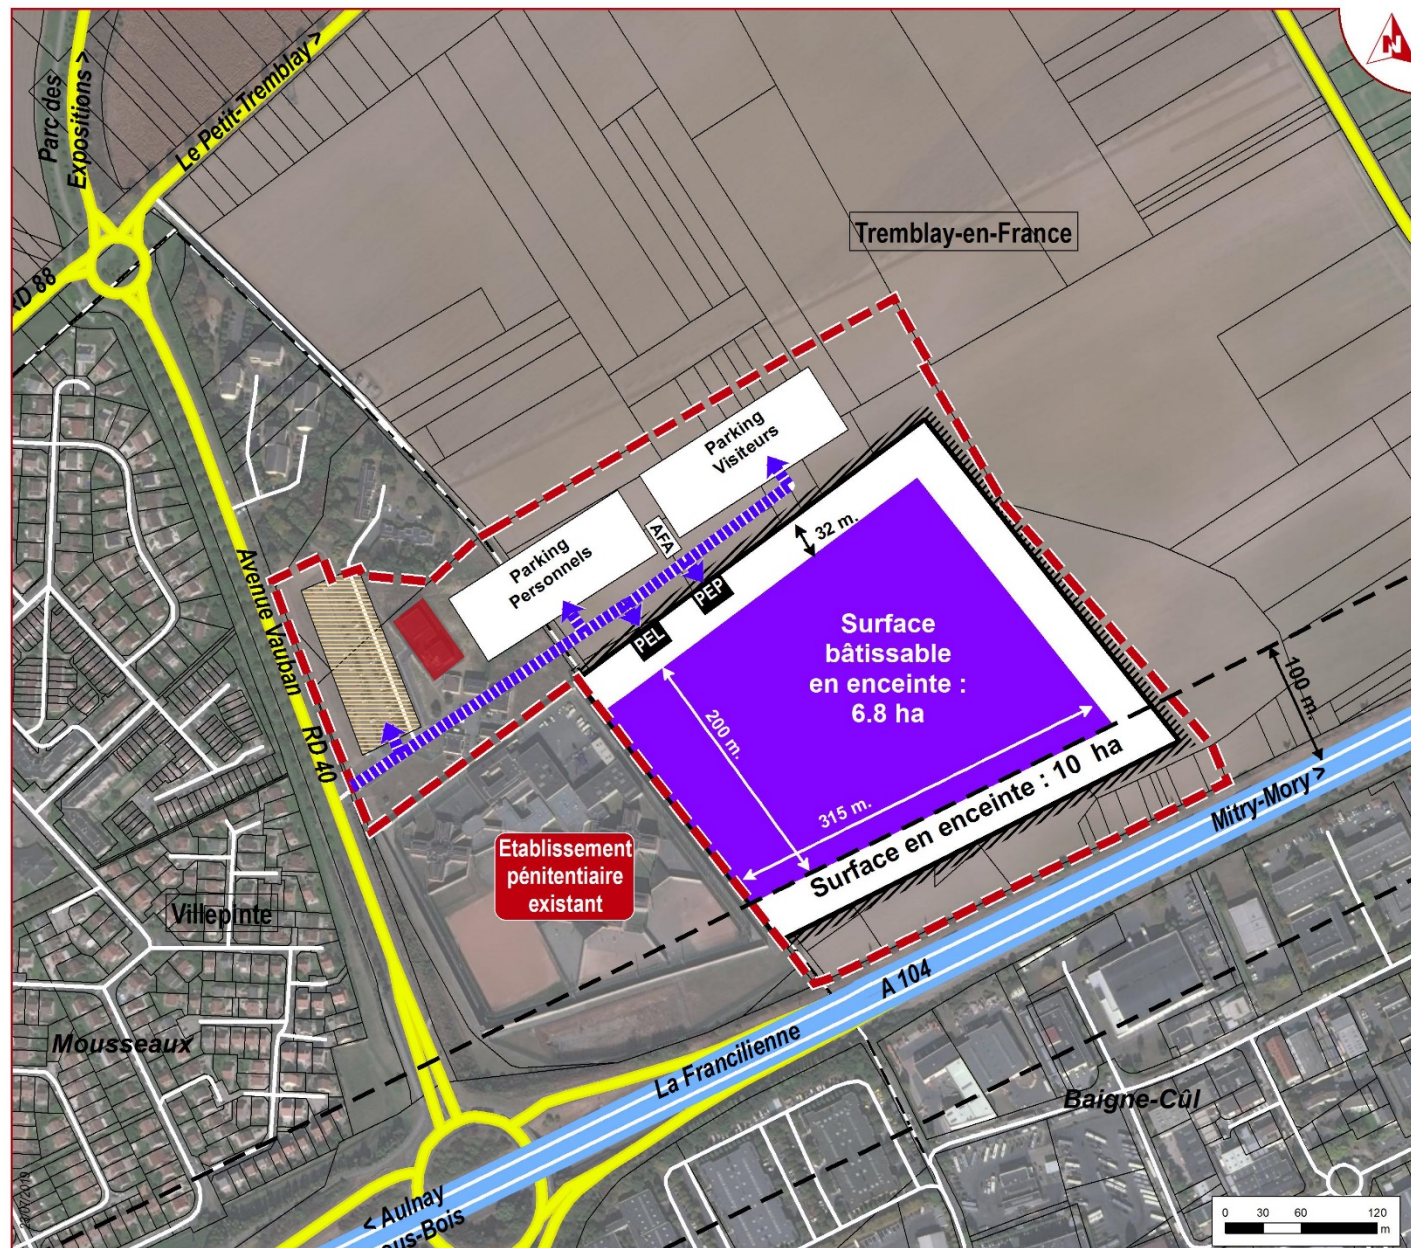 N
Parc des
Expositions >
Le Petit-Tremblay >
RD 88
Tremblay-en-France
Parking
Visiteurs
AFA
Parking
Personnels
32 m.
PEP
PEL
Surface
bâtissable
en enceinte :
6.8 ha
200 m.
315 m.
100 m.
Surface en enceinte : 10 ha
Avenue Vauban RD 40
Etablissement
pénitentiaire
existant
Villepinte
Mitry-Mory >
A 104
La Francilienne
Mousseaux
Baigne-Cûl
< Aulnay
sous-Bois
0 30 60 120
m